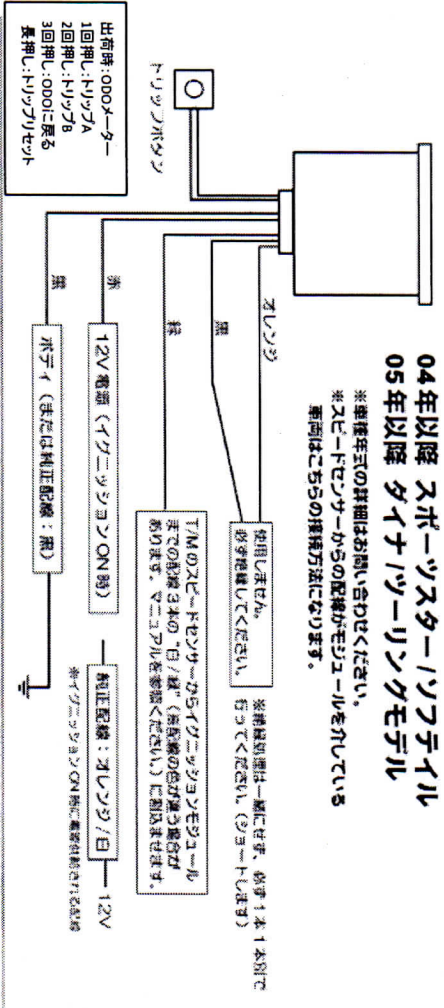 04年以降 スポーツスター/ソフテイル
05年以降 ダイナ/ツーリングモデル
※車種年式の詳細はお問い合わせください。
※スピードセンサーからの配線がモジュールを介している
車両はこちらの接続方法になります。
トリップボタン
出荷時:ODOメーター
1回押し:トリップA
2回押し:トリップB
3回押し:ODOに戻る
長押し:トリップリセット
オレンジ
黒
使用しません。
必ず絶縁してください。
※絶縁処理は一緒にせず、必ず1本1本別で
行ってください。(ショートします)
緑
T/Mのスピードセンサーからイグニッションモジュール
までの配線3本の“白/緑”(※配線の色が違う場合が
あります。マニュアルを参照ください。)に割込ませます。
赤
12V電源(イグニッションON時)
純正配線:オレンジ/白
12V
※イグニッションON時に電源供給される配線
黒
ボディ(または純正配線:黒)